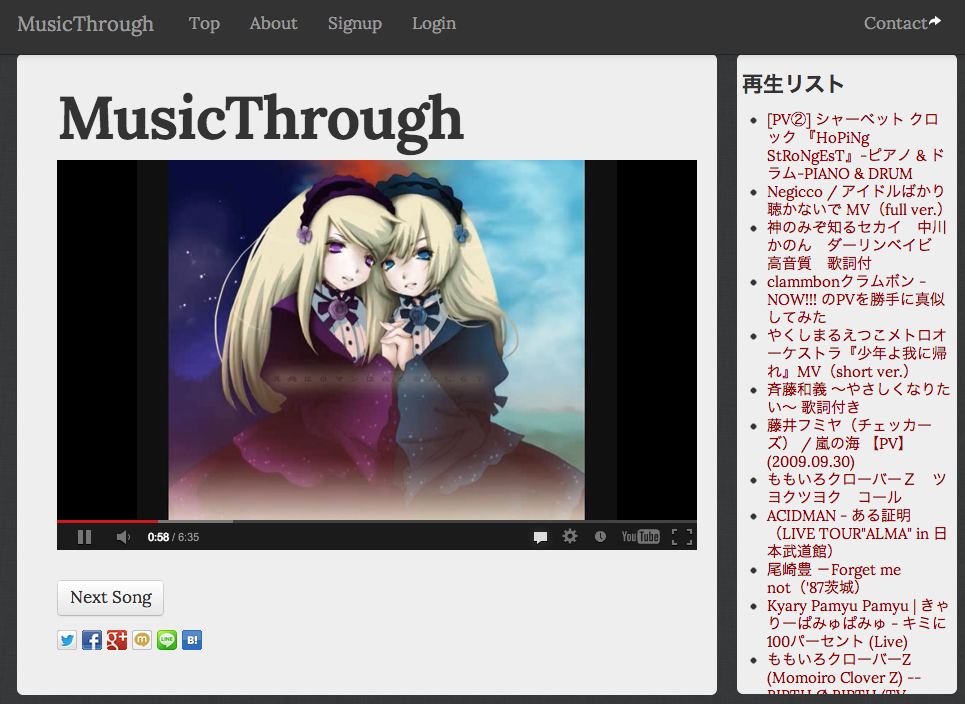 MusicThrough Top About Signup Login Contact
MusicThrough
0:58 / 6:35
You Tube
Next Song
LINE
B!
再生リスト
[PV②] シャーベット クロ
ック 『HoPiNg
StRoNgEsT』-ピアノ & ド
ラム-PIANO & DRUM
Negicco / アイドルばかり
聴かないで MV（full ver.）
神のみぞ知るセカイ　中川
かのん　ダーリンベイビ
高音質　歌詞付
clammbonクラムボン -
NOW!!! のPVを勝手に真似
してみた
やくしまるえつこメトロオ
ーケストラ『少年よ我に帰
れ』MV（short ver.）
斉藤和義 〜やさしくなりた
い〜 歌詞付き
藤井フミヤ（チェッカー
ズ） / 嵐の海 【PV】
(2009.09.30)
ももいろクローバーＺ　ツ
ヨクツヨク　コール
ACIDMAN - ある証明
（LIVE TOUR"ALMA" in 日
本武道館）
尾崎豊 －Forget me
not（'87茨城）
Kyary Pamyu Pamyu | きゃ
りーぱみゅぱみゅ - キミに
100パーセント (Live)
ももいろクローバーZ
(Momoiro Clover Z) --